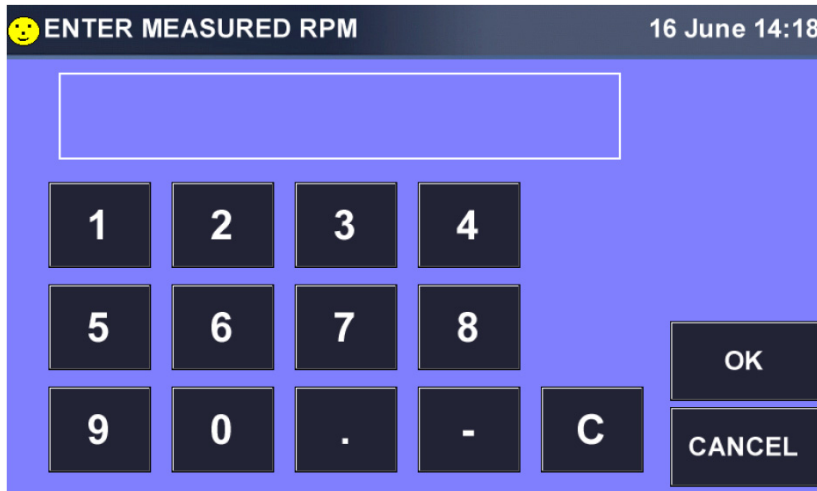 ENTER MEASURED RPM 16 June 14:18
1 2 3 4
5 6 7 8
OK
9 0 . - C
CANCEL